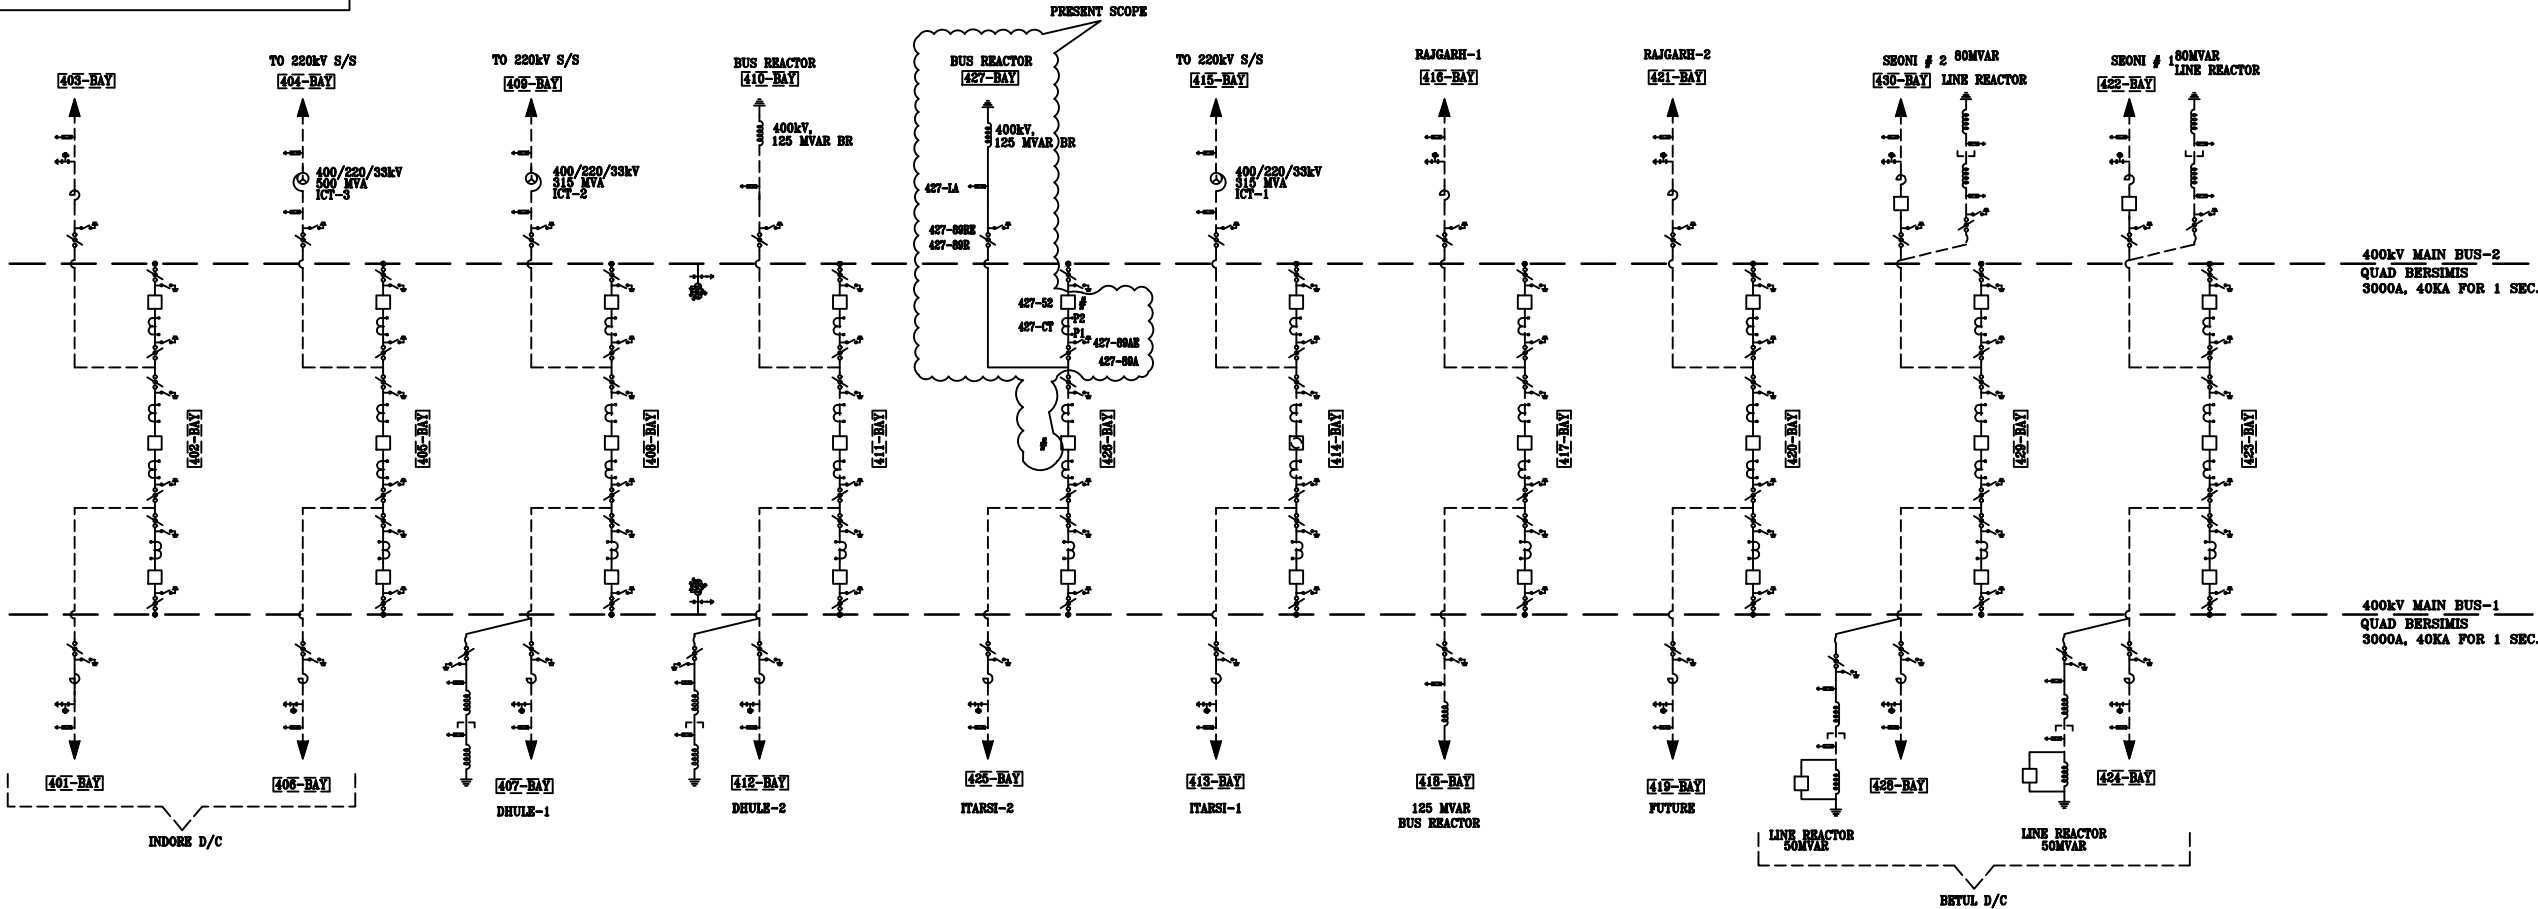 PRESENT SCOPE
403-BAY
TO 220kV S/S
404-BAY
TO 220kV S/S
409-BAY
BUS REACTOR
410-BAY
BUS REACTOR
427-BAY
TO 220kV S/S
415-BAY
RAJGARH-1
416-BAY
RAJGARH-2
421-BAY
SEONI # 2
430-BAY
80MVAR
LINE REACTOR
SEONI # 1
422-BAY
80MVAR
LINE REACTOR
400/220/33kV
500 MVA
ICT-3
400/220/33kV
315 MVA
ICT-2
400kV,
125 MVAR BR
400kV,
125 MVAR BR
427-LA
427-89RE
427-89R
400/220/33kV
315 MVA
ICT-1
427-52
#
427-CT
P2
P1
427-89AE
427-89A
400kV MAIN BUS-2
QUAD BERSIMIS
3000A, 40KA FOR 1 SEC.
402-BAY
405-BAY
408-BAY
411-BAY
426-BAY
414-BAY
417-BAY
420-BAY
429-BAY
423-BAY
400kV MAIN BUS-1
QUAD BERSIMIS
3000A, 40KA FOR 1 SEC.
401-BAY
406-BAY
INDORE D/C
407-BAY
DHULE-1
412-BAY
DHULE-2
425-BAY
ITARSI-2
413-BAY
ITARSI-1
418-BAY
125 MVAR
BUS REACTOR
419-BAY
FUTURE
LINE REACTOR
50MVAR
428-BAY
LINE REACTOR
50MVAR
424-BAY
BETUL D/C